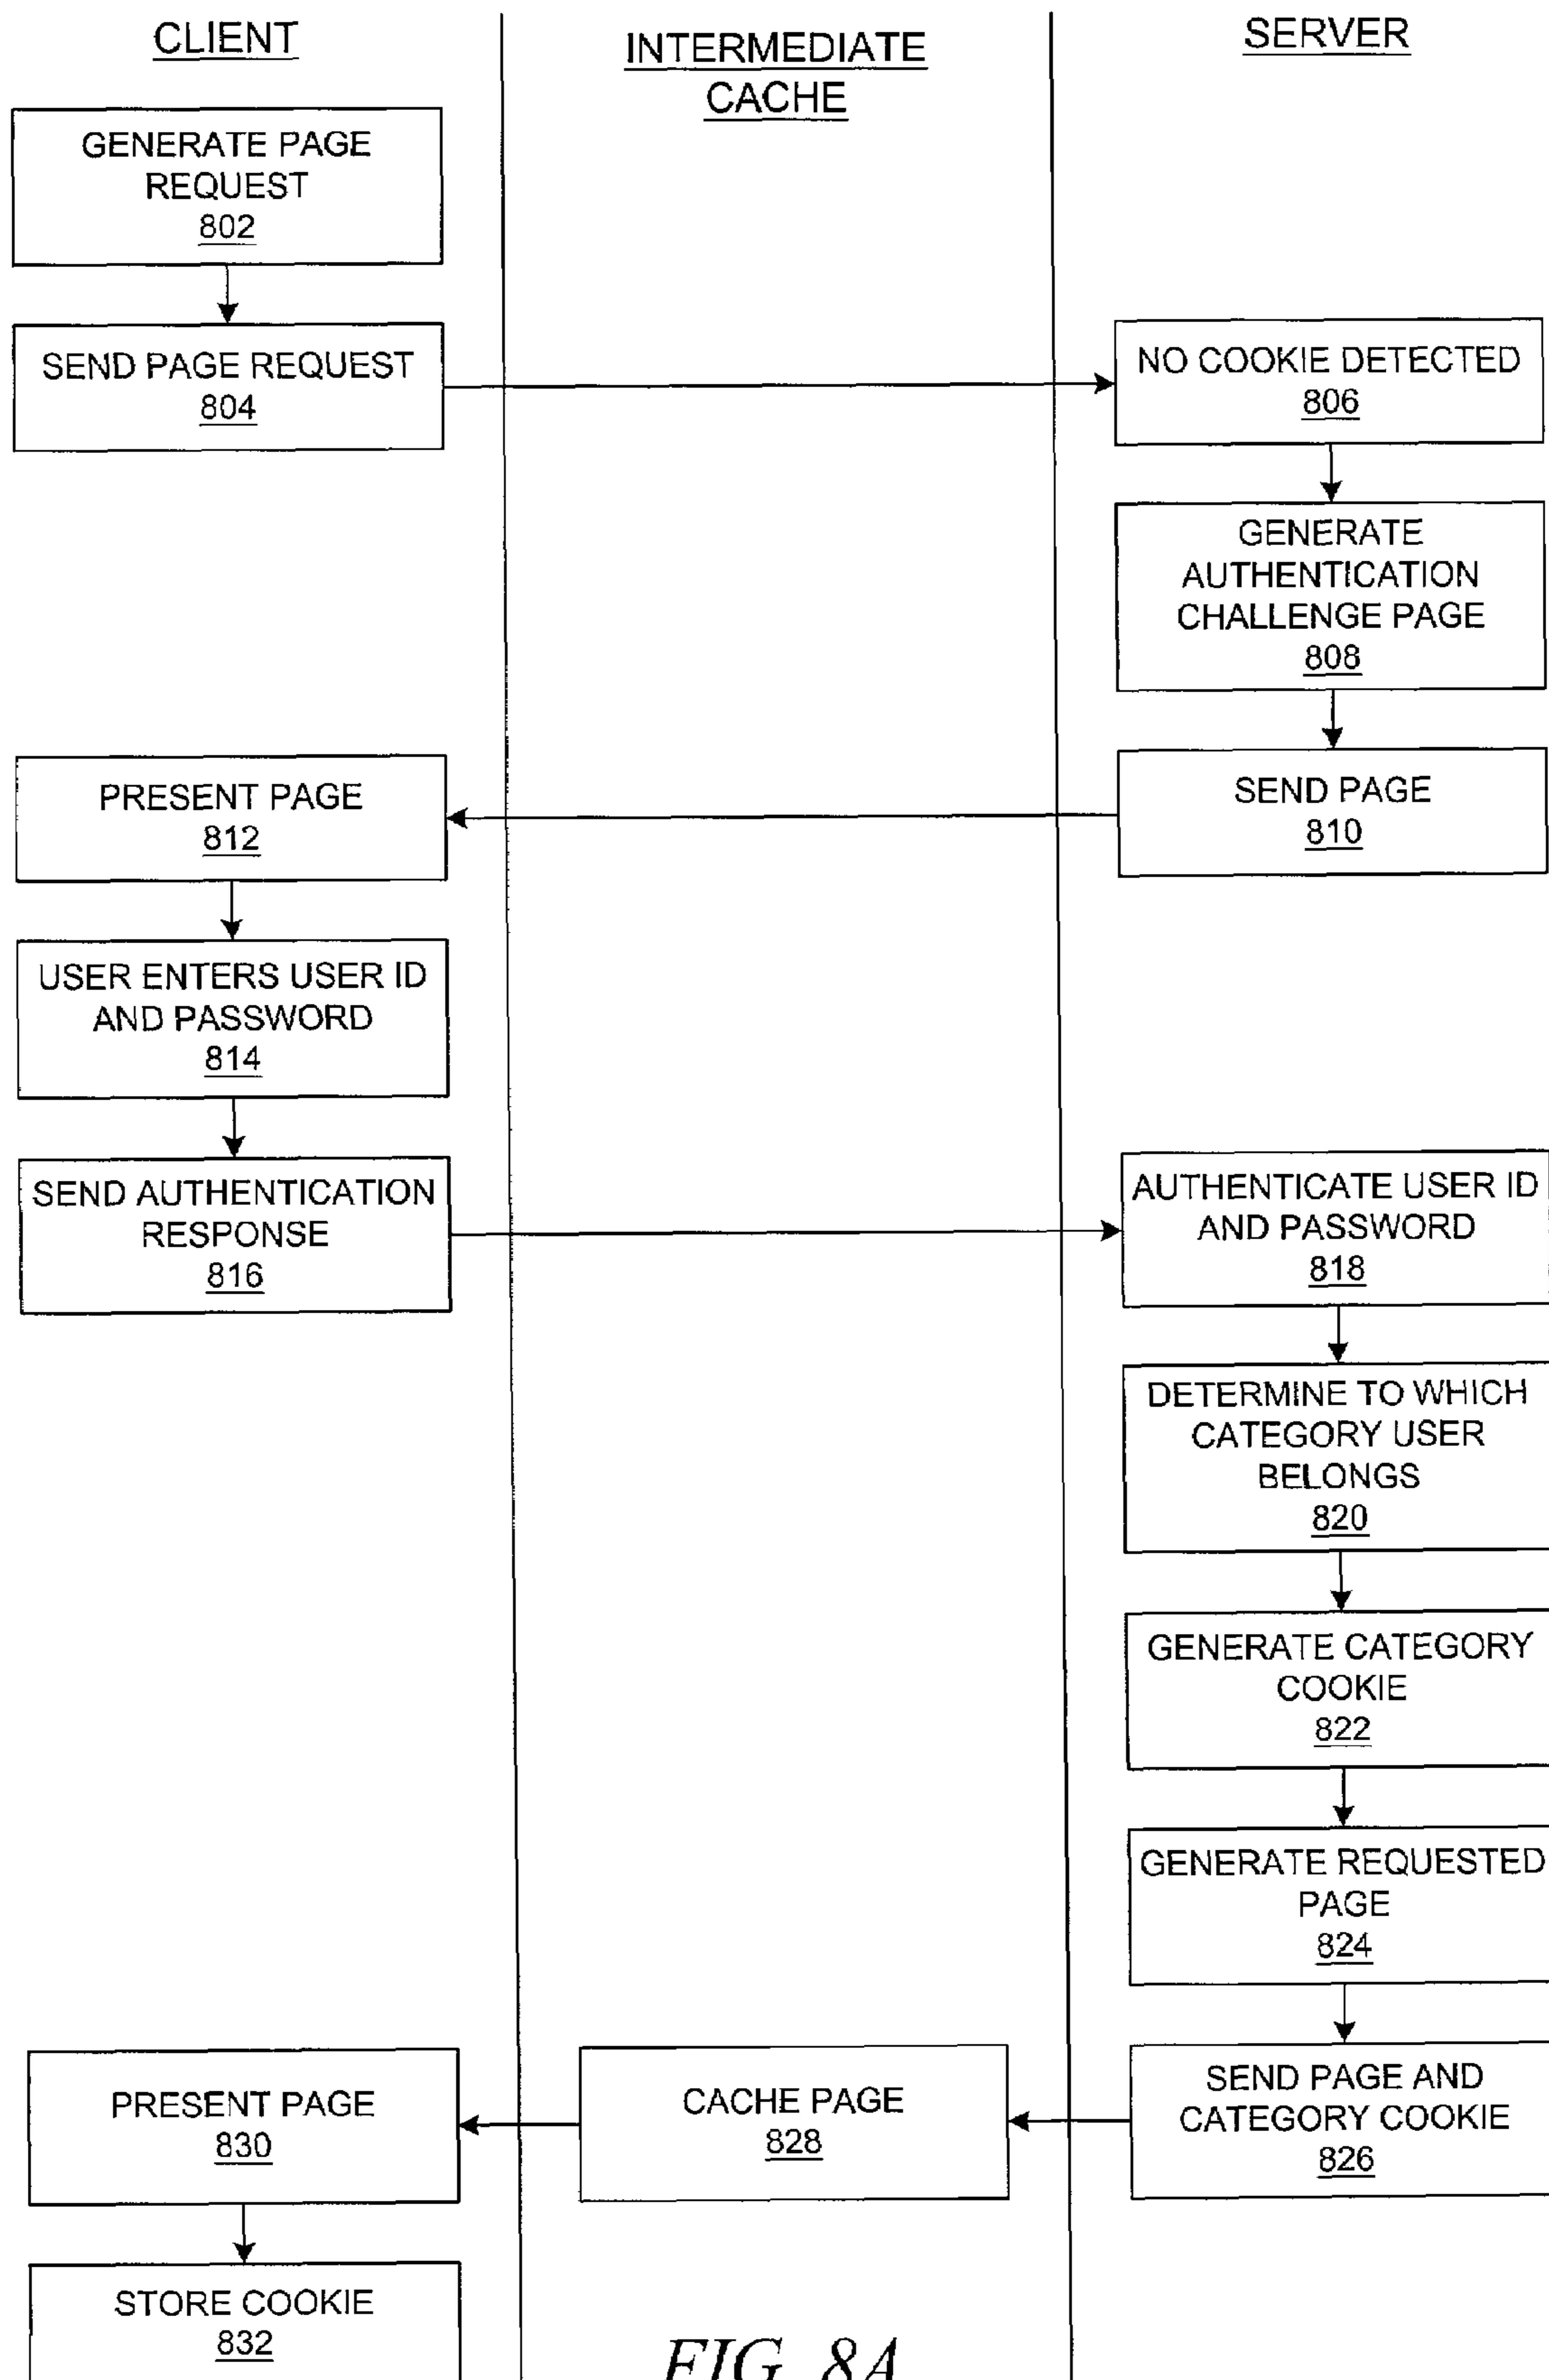 CLIENT
INTERMEDIATE
CACHE
SERVER
GENERATE PAGE
REQUEST
802
SEND PAGE REQUEST
804
NO COOKIE DETECTED
806
GENERATE
AUTHENTICATION
CHALLENGE PAGE
808
SEND PAGE
810
PRESENT PAGE
812
USER ENTERS USER ID
AND PASSWORD
814
SEND AUTHENTICATION
RESPONSE
816
AUTHENTICATE USER ID
AND PASSWORD
818
DETERMINE TO WHICH
CATEGORY USER
BELONGS
820
GENERATE CATEGORY
COOKIE
822
GENERATE REQUESTED
PAGE
824
SEND PAGE AND
CATEGORY COOKIE
826
CACHE PAGE
828
PRESENT PAGE
830
STORE COOKIE
832
FIG. 8A